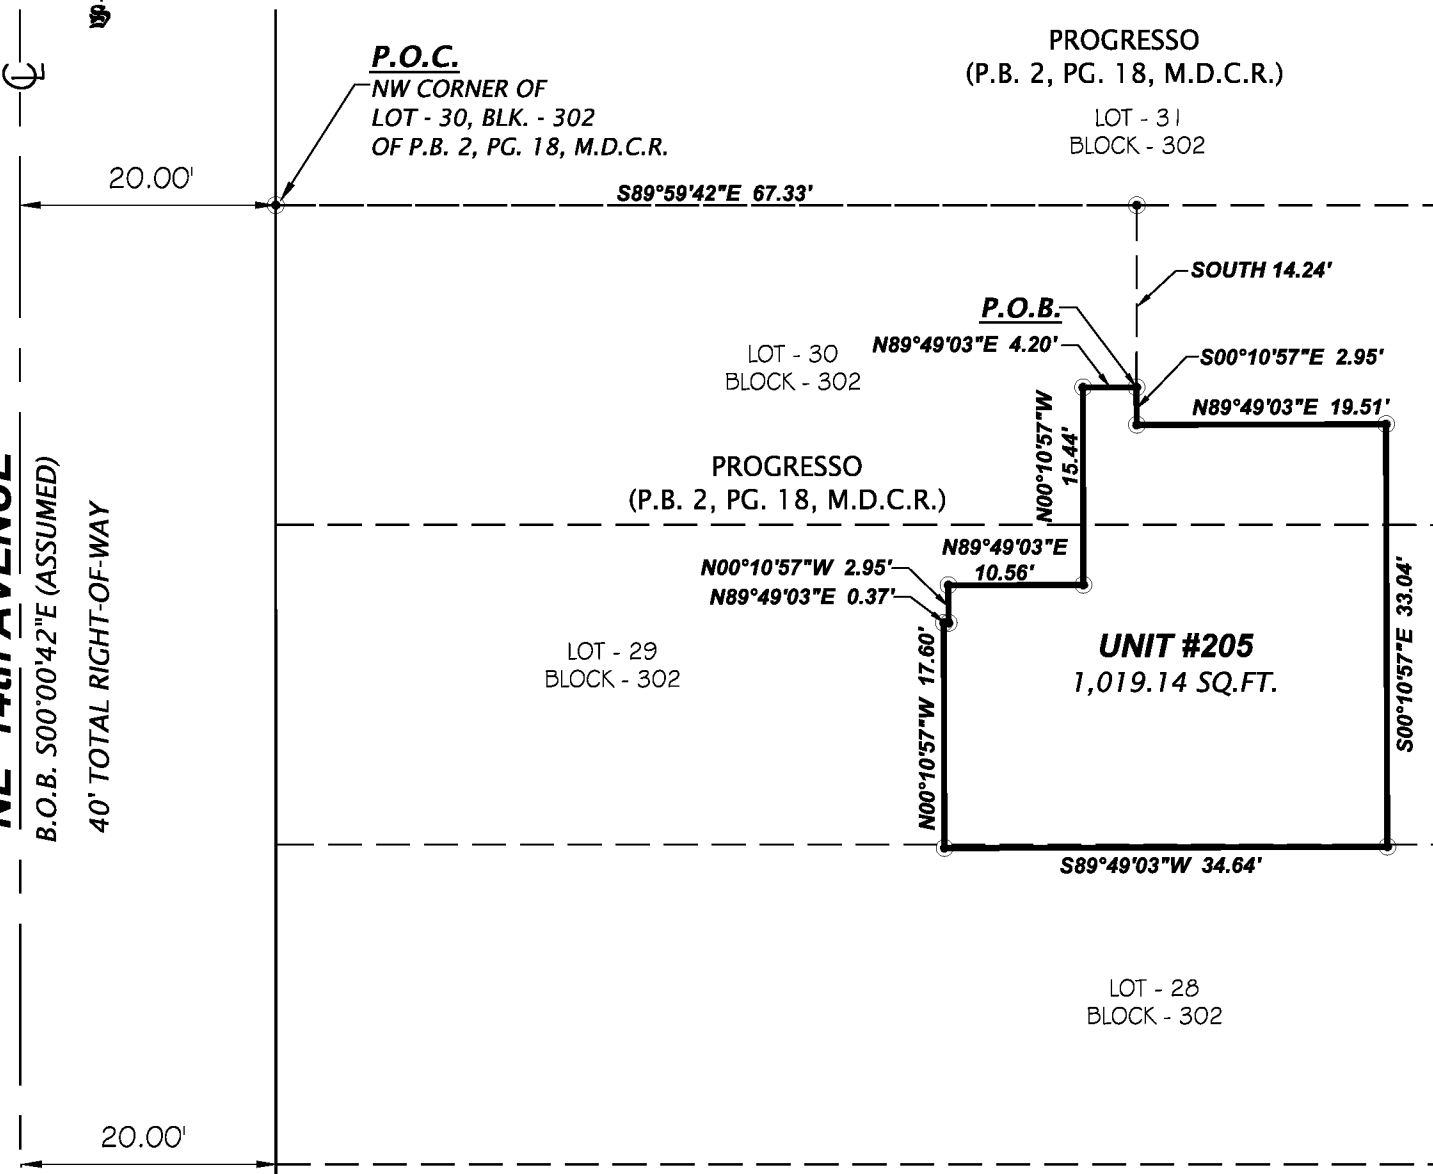 P.O.C.
NW CORNER OF
LOT - 30, BLK. - 302
OF P.B. 2, PG. 18, M.D.C.R.
PROGRESSO
(P.B. 2, PG. 18, M.D.C.R.)
LOT - 31
BLOCK - 302
20.00'
S89°59'42"E 67.33'
SOUTH 14.24'
P.O.B.
N89°49'03"E 4.20'
S00°10'57"E 2.95'
LOT - 30
BLOCK - 302
N89°49'03"E 19.51'
N00°10'57"W
15.44'
PROGRESSO
(P.B. 2, PG. 18, M.D.C.R.)
N89°49'03"E
10.56'
N00°10'57"W 2.95'
N89°49'03"E 0.37'
UNIT #205
1,019.14 SQ.FT.
S00°10'57"E 33.04'
LOT - 29
BLOCK - 302
N00°10'57"W 17.60'
S89°49'03"W 34.64'
NE 14th AVENUE
B.O.B. S00°00'42"E (ASSUMED)
40' TOTAL RIGHT-OF-WAY
LOT - 28
BLOCK - 302
20.00'